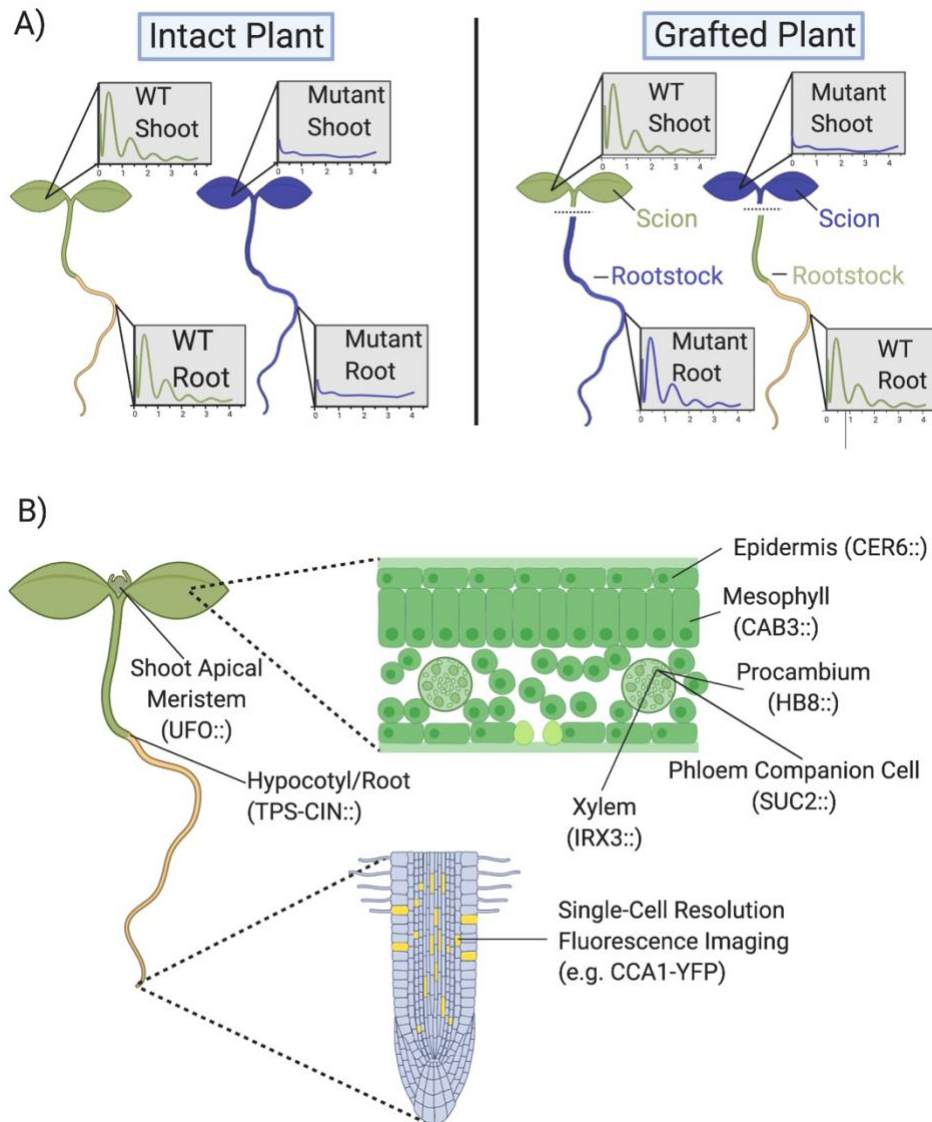 A)
Intact Plant
Grafted Plant
WT
Shoot
0 1 2 3 4
Mutant
Shoot
0 1 2 3 4
WT
Shoot
0 1 2 3 4
Mutant
Shoot
0 1 2 3 4
Scion
Scion
Rootstock
Rootstock
WT
Root
0 1 2 3 4
Mutant
Root
0 1 2 3 4
Mutant
Root
0 1 2 3 4
WT
Root
0 1 2 3 4
B)
Epidermis (CER6::)
Mesophyll
(CAB3::)
Procambium
(HB8::)
Phloem Companion Cell
(SUC2::)
Xylem
(IRX3::)
Shoot Apical
Meristem
(UFO::)
Hypocotyl/Root
(TPS-CIN::)
Single-Cell Resolution
Fluorescence Imaging
(e.g. CCA1-YFP)